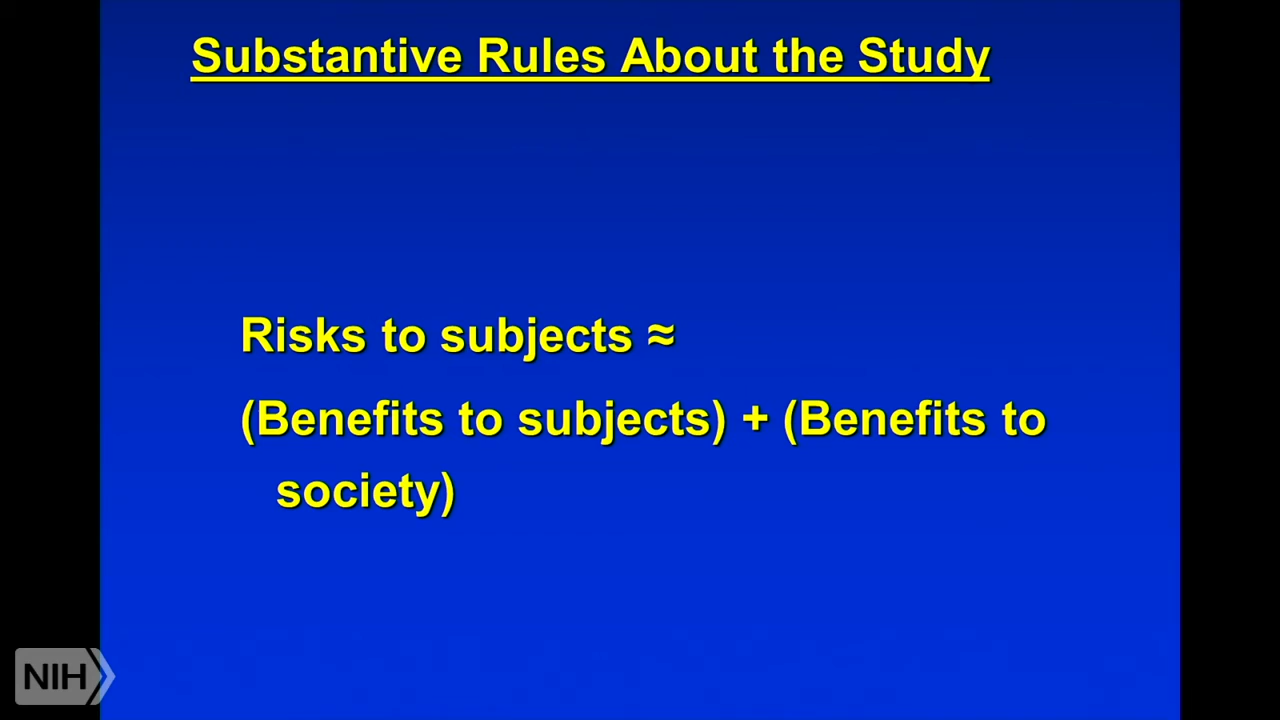 Substantive Rules About the Study
Risks to subjects ≈
(Benefits to subjects) + (Benefits to
society)
NIH